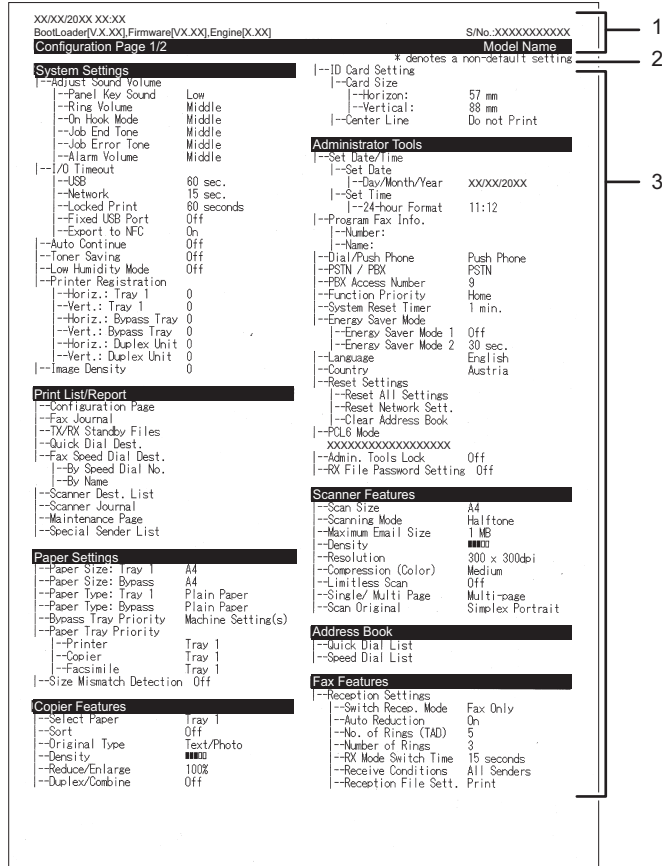 XX/XX/20XX XX:XX
BootLoader[V.X.XX],Firmware[VX.XX],Engine[X.XX] S/No.:XXXXXXXXXXX
Configuration Page 1/2 Model Name
* denotes a non-default setting
1
2
3
System Settings
|--Adjust Sound Volume
|--Panel Key Sound Low
|--Ring Volume Middle
|--On Hook Mode Middle
|--Job End Tone Middle
|--Job Error Tone Middle
|--Alarm Volume Middle
|--I/O Timeout
|--USB 60 sec.
|--Network 15 sec.
|--Locked Print 60 seconds
|--Fixed USB Port Off
|--Export to NFC On
|--Auto Continue Off
|--Toner Saving Off
|--Low Humidity Mode Off
|--Printer Registration
|--Horiz.: Tray 1 0
|--Vert.: Tray 1 0
|--Horiz.: Bypass Tray 0
|--Vert.: Bypass Tray 0
|--Horiz.: Duplex Unit 0
|--Vert.: Duplex Unit 0
|--Image Density 0
Print List/Report
|--Configuration Page
|--Fax Journal
|--TX/RX Standby Files
|--Quick Dial Dest.
|--Fax Speed Dial Dest.
|--By Speed Dial No.
|--By Name
|--Scanner Dest. List
|--Scanner Journal
|--Maintenance Page
|--Special Sender List
Paper Settings
|--Paper Size: Tray 1 A4
|--Paper Size: Bypass A4
|--Paper Type: Tray 1 Plain Paper
|--Paper Type: Bypass Plain Paper
|--Bypass Tray Priority Machine Setting(s)
|--Paper Tray Priority
|--Printer Tray 1
|--Copier Tray 1
|--Facsimile Tray 1
|--Size Mismatch Detection Off
Copier Features
|--Select Paper Tray 1
|--Sort Off
|--Original Type Text/Photo
|--Density
|--Reduce/Enlarge 100%
|--Duplex/Combine Off
|--ID Card Setting
|--Card Size
|--Horizon: 57 mm
|--Vertical: 88 mm
|--Center Line Do not Print
Administrator Tools
|--Set Date/Time
|--Set Date
|--Day/Month/Year XX/XX/20XX
|--Set Time
|--24-hour Format 11:12
|--Program Fax Info.
|--Number:
|--Name:
|--Dial/Push Phone Push Phone
|--PSTN / PBX PSTN
|--PBX Access Number 9
|--Function Priority Home
|--System Reset Timer 1 min.
|--Energy Saver Mode
|--Energy Saver Mode 1 Off
|--Energy Saver Mode 2 30 sec.
|--Language English
|--Country Austria
|--Reset Settings
|--Reset All Settings
|--Reset Network Sett.
|--Clear Address Book
|--PCL6 Mode
XXXXXXXXXXXXXXXXXXX
|--Admin. Tools Lock Off
|--RX File Password Setting Off
Scanner Features
|--Scan Size A4
|--Scanning Mode Halftone
|--Maximum Email Size 1 MB
|--Density
|--Resolution 300 x 300dpi
|--Compression (Color) Medium
|--Limitless Scan Off
|--Single/ Multi Page Multi-page
|--Scan Original Simplex Portrait
Address Book
|--Quick Dial List
|--Speed Dial List
Fax Features
|--Reception Settings
|--Switch Recep. Mode Fax Only
|--Auto Reduction On
|--No. of Rings (TAD) 5
|--Number of Rings 3
|--RX Mode Switch Time 15 seconds
|--Receive Conditions All Senders
|--Reception File Sett. Print